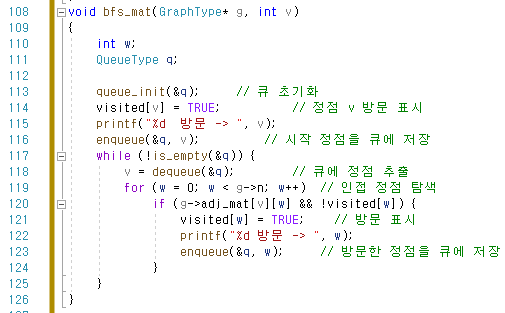 108 void bfs_mat(GraphType* g, int v)
109 {
110 int w;
111 QueueType q;
112
113 queue_init(&q); // 큐 초기화
114 visited[v] = TRUE; // 정점 v 방문 표시
115 printf("%d 방문 -> ", v);
116 enqueue(&q, v); // 시작 정점을 큐에 저장
117 while (!is_empty(&q)) {
118 v = dequeue(&q); // 큐에 정점 추출
119 for (w = 0; w < g->n; w++) // 인접 정점 탐색
120 if (g->adj_mat[v][w] && !visited[w]) {
121 visited[w] = TRUE; // 방문 표시
122 printf("%d 방문 -> ", w);
123 enqueue(&q, w); // 방문한 정점을 큐에 저장
124 }
125 }
126 }